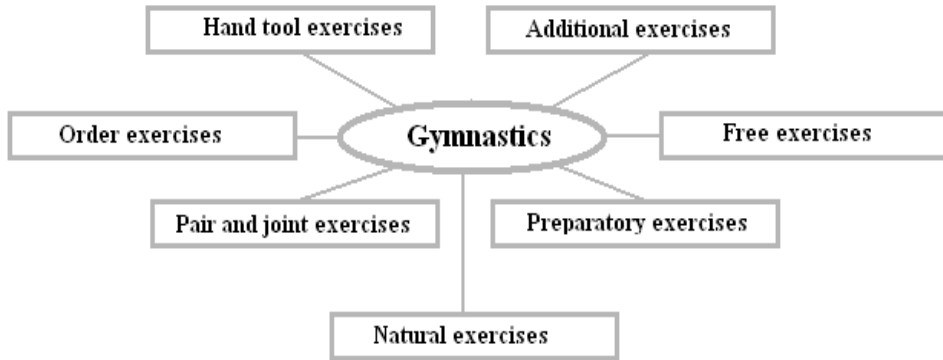 Hand tool exercises
Additional exercises
Order exercises
Gymnastics
Free exercises
Pair and joint exercises
Preparatory exercises
Natural exercises